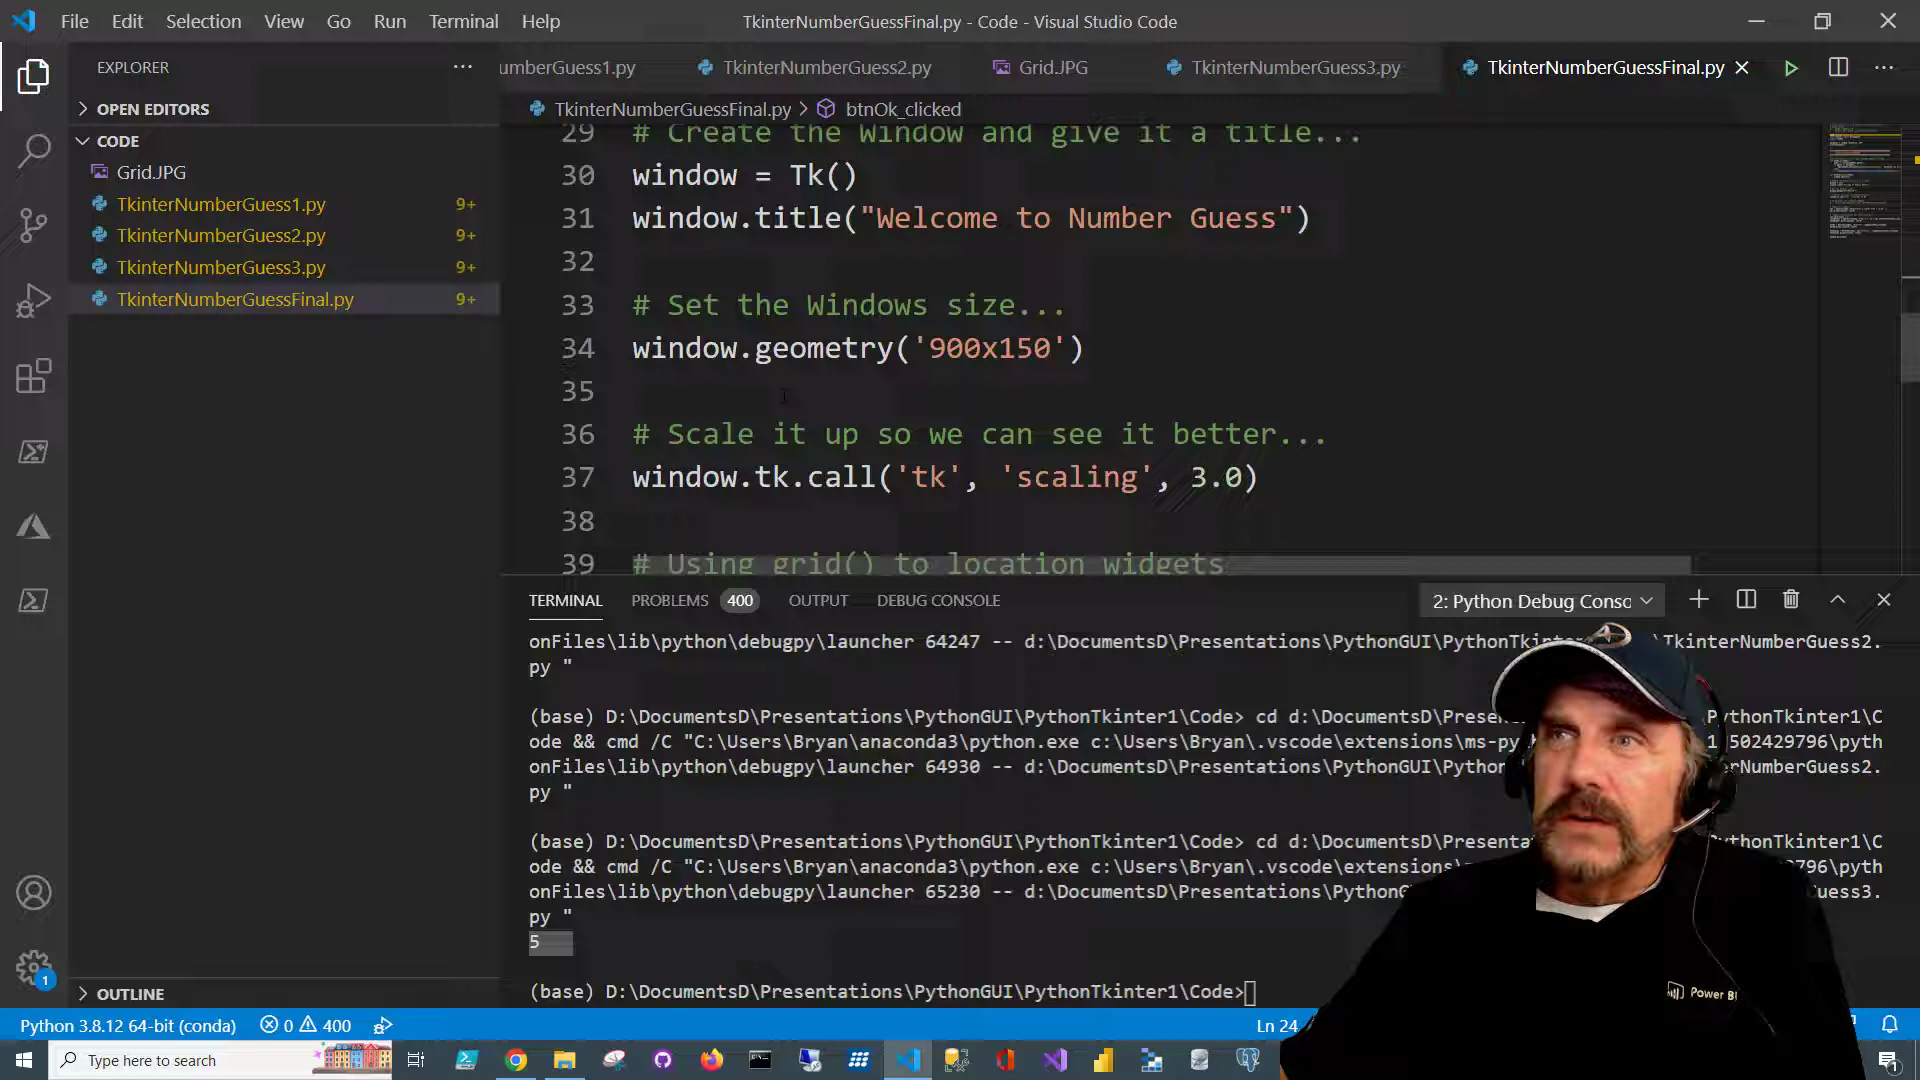 File Edit Selection View Go Run Terminal Help
TkinterNumberGuessFinal.py - Code - Visual Studio Code
EXPLORER
umberGuess1.py
TkinterNumberGuess2.py
Grid.JPG
TkinterNumberGuess3.py
TkinterNumberGuessFinal.py
OPEN EDITORS
CODE
Grid.JPG
TkinterNumberGuess1.py 9+
TkinterNumberGuess2.py 9+
TkinterNumberGuess3.py 9+
TkinterNumberGuessFinal.py 9+
TkinterNumberGuessFinal.py > btnOk_clicked
29 # Create the Window and give it a title...
30 window = Tk()
31 window.title("Welcome to Number Guess")
32
33 # Set the Windows size...
34 window.geometry('900x150')
35
36 # Scale it up so we can see it better...
37 window.tk.call('tk', 'scaling', 3.0)
38
39 # Using grid() to location widgets
TERMINAL PROBLEMS 400 OUTPUT DEBUG CONSOLE
2: Python Debug Conso
onFiles\lib\python\debugpy\launcher 64247 -- d:\DocumentsD\Presentations\PythonGUI\PythonTkinter \TkinterNumberGuess2.
py "
(base) D:\DocumentsD\Presentations\PythonGUI\PythonTkinter1\Code> cd d:\DocumentsD\Presen ythonTkinter1\C
ode && cmd /C "C:\Users\Bryan\anaconda3\python.exe c:\Users\Bryan\.vscode\extensions\ms-py 502429796\pyth
onFiles\lib\python\debugpy\launcher 64930 -- d:\DocumentsD\Presentations\PythonGUI\Python rNumberGuess2.
py "
(base) D:\DocumentsD\Presentations\PythonGUI\PythonTkinter1\Code> cd d:\DocumentsD\Presenta ythonTkinter1\C
ode && cmd /C "C:\Users\Bryan\anaconda3\python.exe c:\Users\Bryan\.vscode\extensions\ 9796\pyth
onFiles\lib\python\debugpy\launcher 65230 -- d:\DocumentsD\Presentations\PythonG uess3.
py "
5
(base) D:\DocumentsD\Presentations\PythonGUI\PythonTkinter1\Code>
OUTLINE
1
Power BI
Python 3.8.12 64-bit (conda) 0 400
Ln 24
Type here to search
1